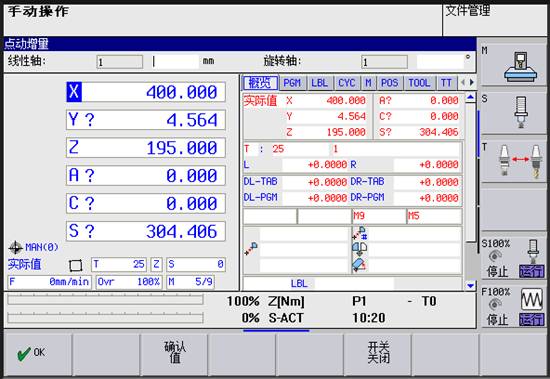 手动操作
文件管理
点动增量
线性轴: 1 mm 旋转轴: 1 °
概览 PGM LBL CYC M POS TOOL TT
X 400.000
Y ? 4.564
Z 195.000
A ? 0.000
C ? 0.000
S ? 304.406
MAN(0)
实际值 T 25 Z S 0
F 0mm/min Ovr 100% M 5/9
实际值 X 400.000 A? 0.000
Y 4.564 C? 0.000
Z 195.000 S? 304.406
T : 25 1
L +0.0000 R +0.0000
DL-TAB +0.0000 DR-TAB +0.0000
DL-PGM +0.0000 DR-PGM +0.0000
M9 M5
LBL
100% Z[Nm] P1 - T0
0% S-ACT 10:20
M
S
T
S100%
停止 运行
F100%
停止 运行
OK
确认
值
开关
关闭